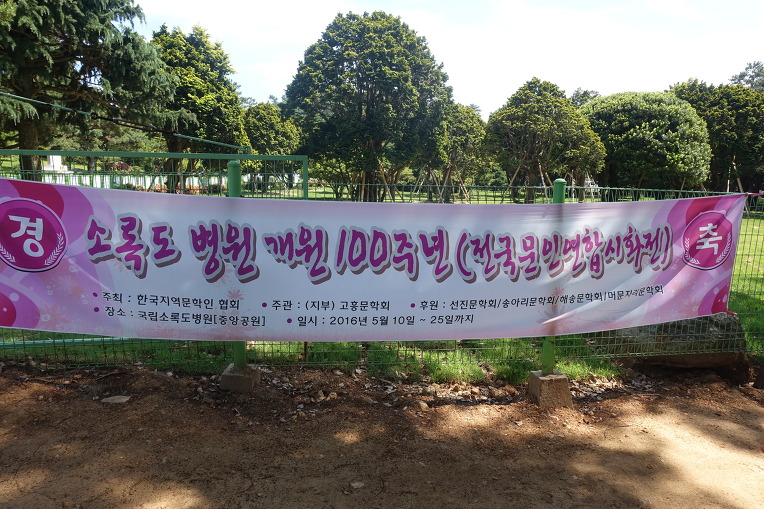 경 소록도 병원 개원 100주년 (전국문인연합시화전) 축
• 주최 : 한국지역문학인 협회 • 주관 : (지부) 고흥문학회 • 후원 : 선진문학회/송아리문학회/해송문학회/머문자리문학회
• 장소 : 국립소록도병원[중앙공원] • 일시 : 2016년 5월 10일 ~ 25일까지